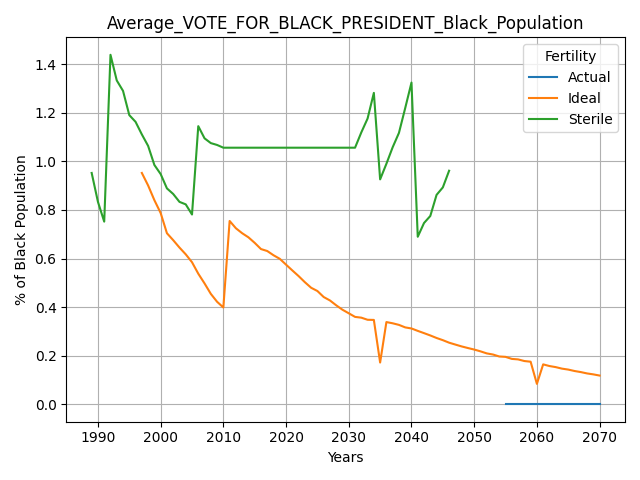 Average_VOTE_FOR_BLACK_PRESIDENT_Black_Population
Fertility
Actual
Ideal
Sterile
% of Black Population
1.4
1.2
1.0
0.8
0.6
0.4
0.2
0.0
1990 2000 2010 2020 2030 2040 2050 2060 2070
Years